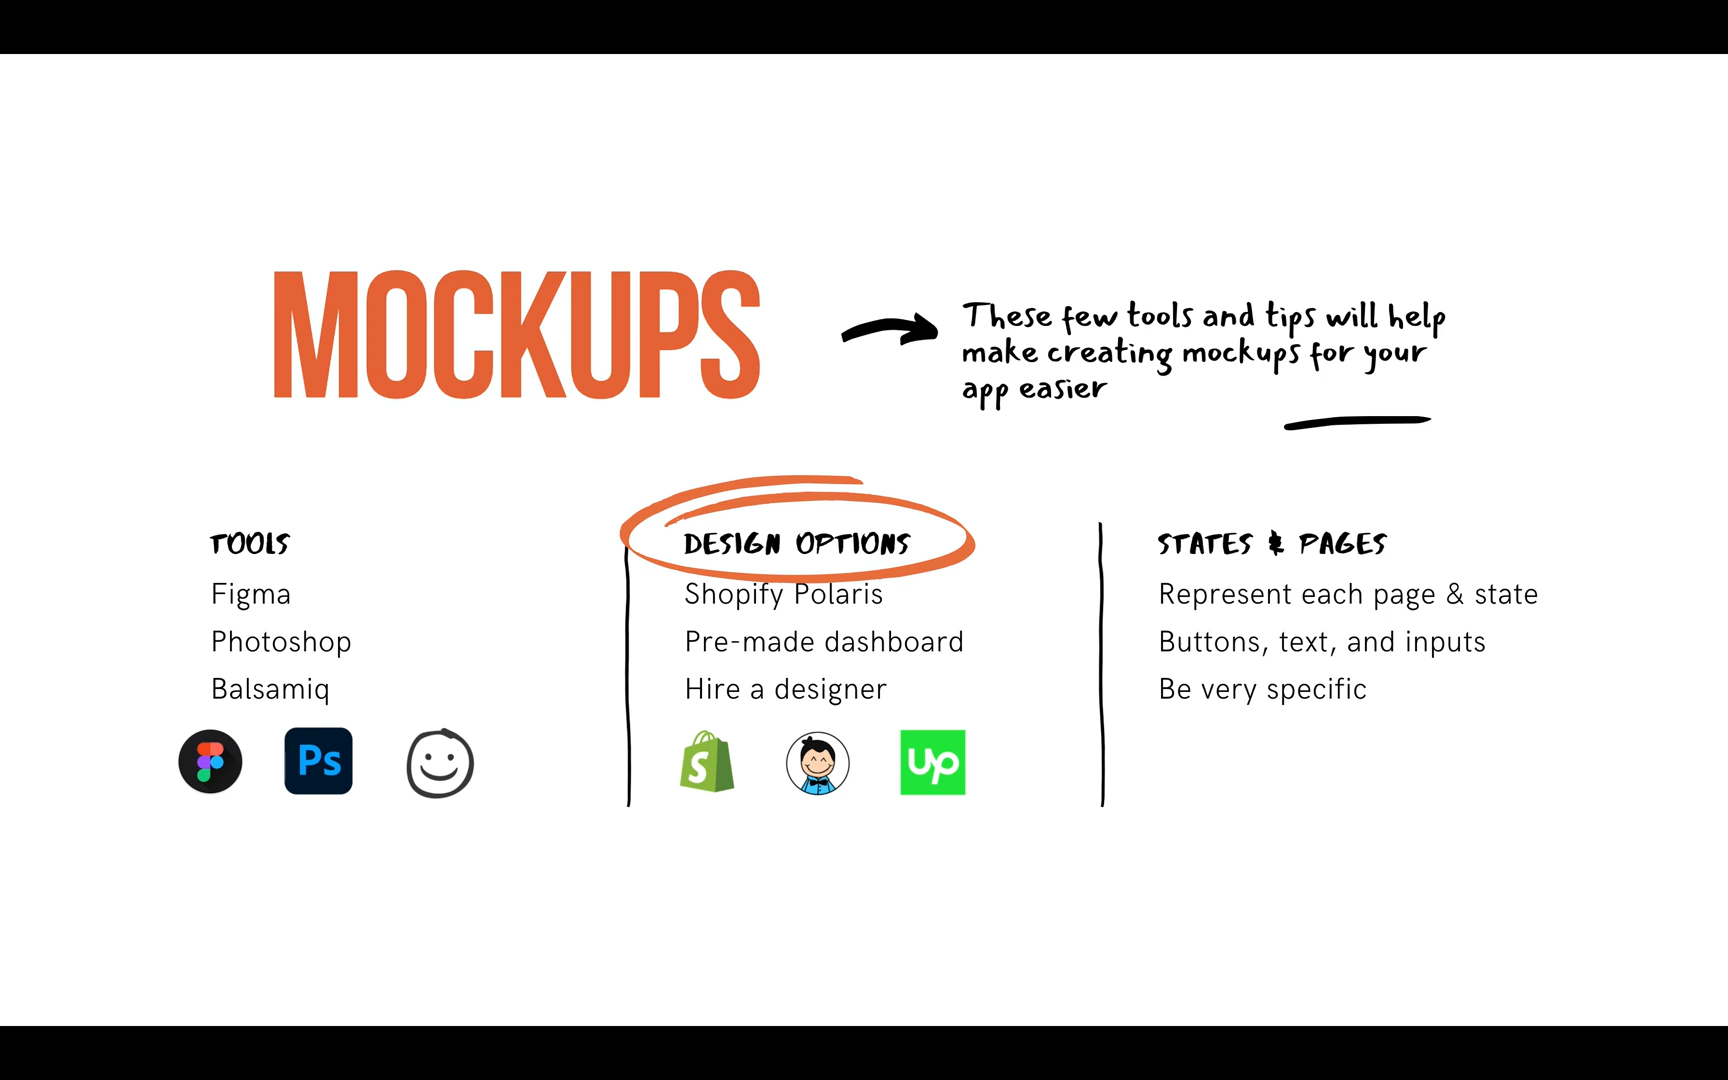 MOCKUPS
These few tools and tips will help
make creating mockups for your
app easier
TOOLS
Figma
Photoshop
Balsamiq
Ps
DESIGN OPTIONS
Shopify Polaris
Pre-made dashboard
Hire a designer
S
up
STATES & PAGES
Represent each page & state
Buttons, text, and inputs
Be very specific